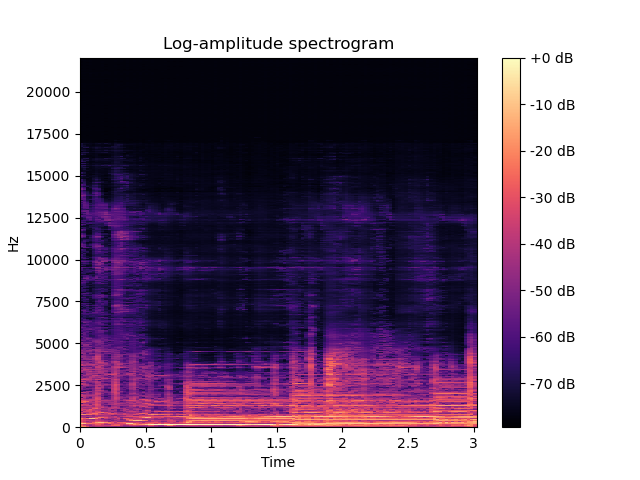 Log-amplitude spectrogram
Hz
20000
17500
15000
12500
10000
7500
5000
2500
0
0
0.5
1
1.5
2
2.5
3
Time
+0 dB
-10 dB
-20 dB
-30 dB
-40 dB
-50 dB
-60 dB
-70 dB